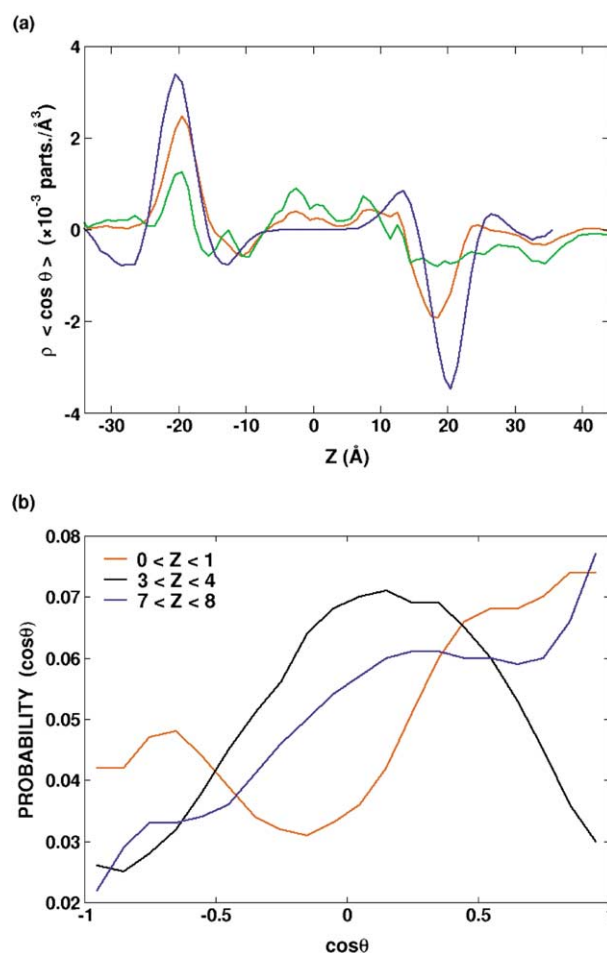 (a)
ρ < cos θ > (×10⁻³ parts./Å³)
4
2
0
-2
-4
-30 -20 -10 0 10 20 30 40
Z (Å)
(b)
PROBABILITY (cosθ)
0.08
0.07
0.06
0.05
0.04
0.03
0.02
0 < Z < 1
3 < Z < 4
7 < Z < 8
-1 -0.5 0 0.5 1
cosθ